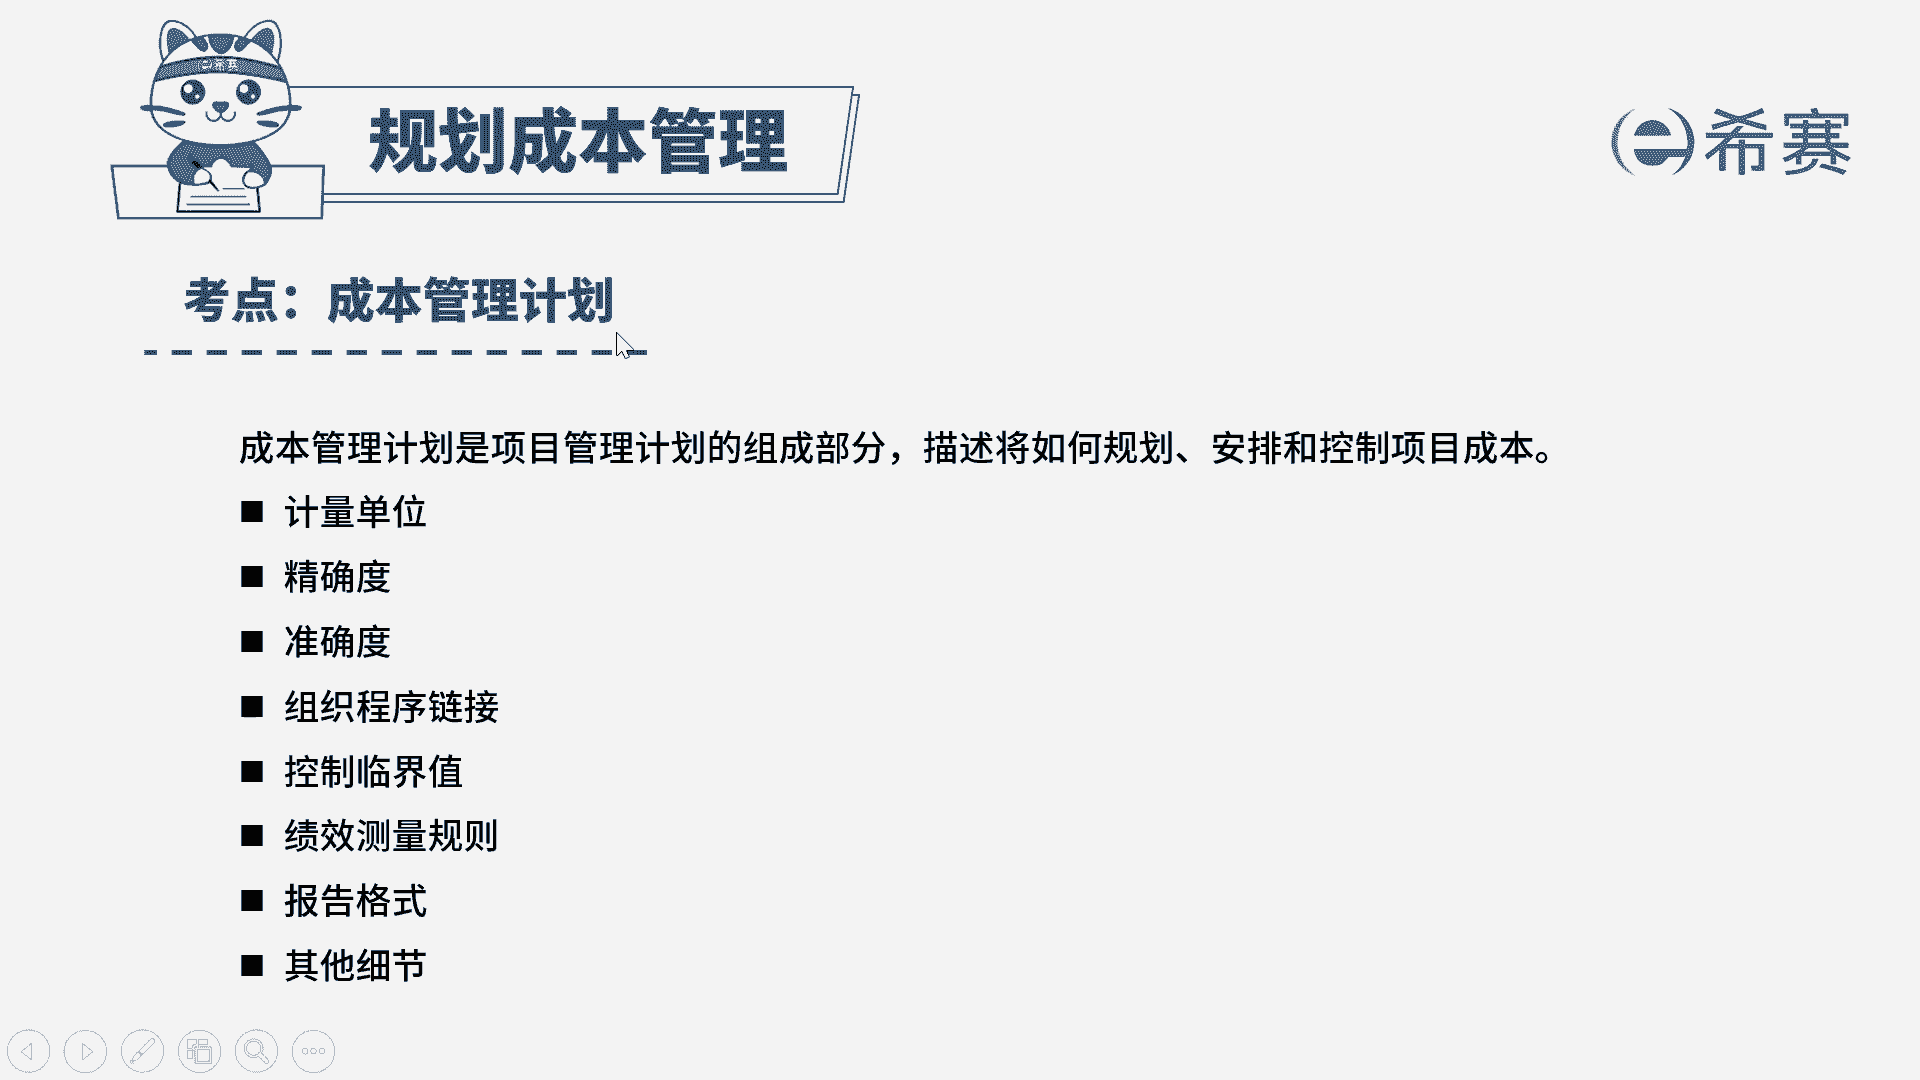 希赛
规划成本管理
希赛
考点：成本管理计划
成本管理计划是项目管理计划的组成部分，描述将如何规划、安排和控制项目成本。
■ 计量单位
■ 精确度
■ 准确度
■ 组织程序链接
■ 控制临界值
■ 绩效测量规则
■ 报告格式
■ 其他细节